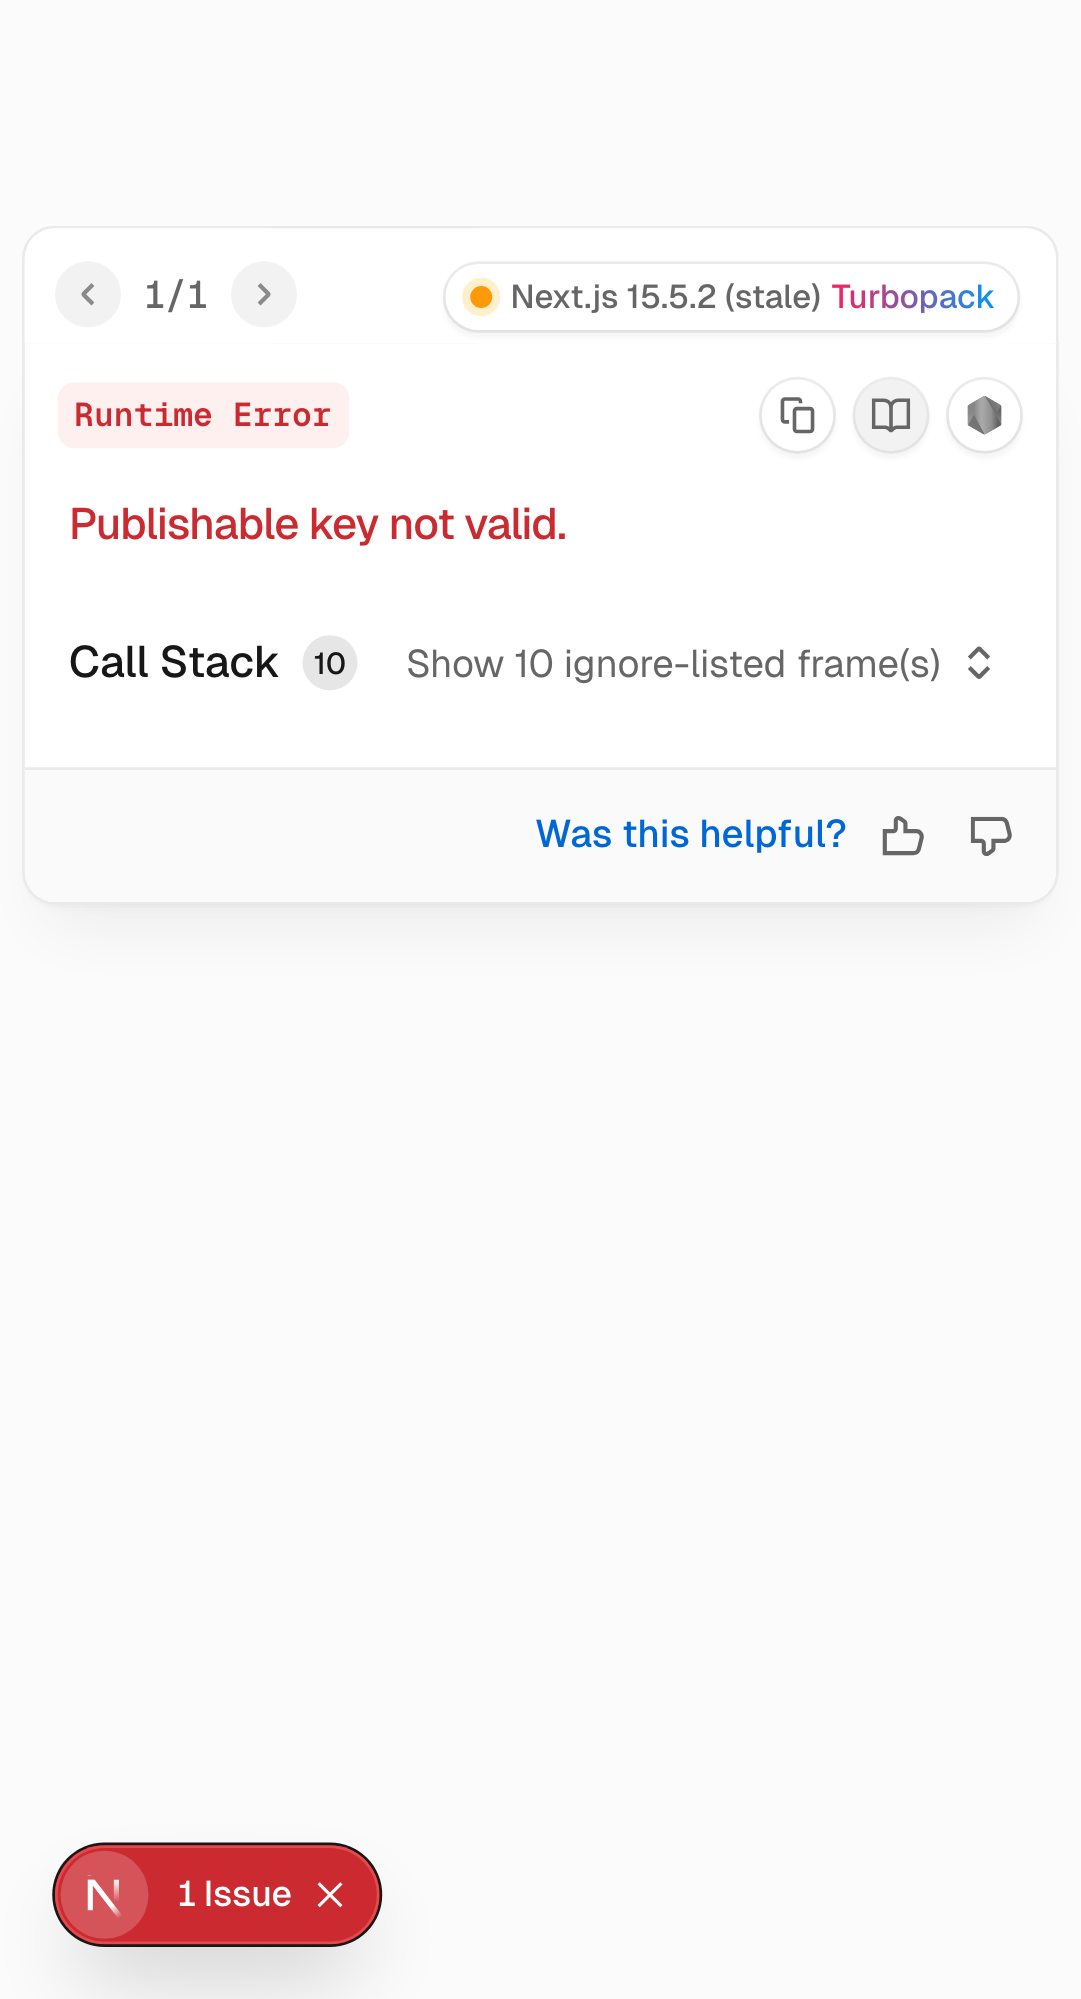 1/1
Next.js 15.5.2 (stale) Turbopack
Runtime Error
Publishable key not valid.
Call Stack 10 Show 10 ignore-listed frame(s)
Was this helpful?
N 1 Issue